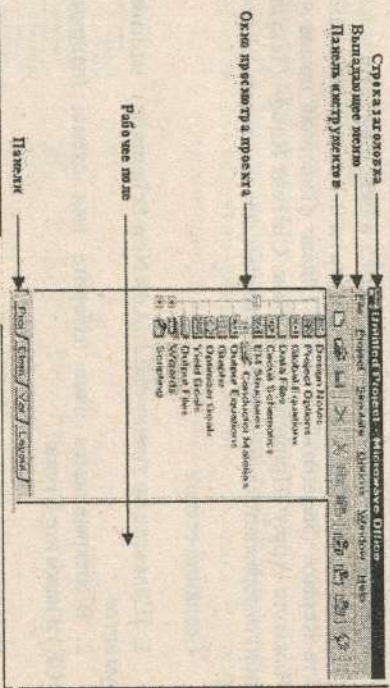 Строка заголовка
Выпадающее меню
Панель инструментов
Окно просмотра проекта
Рабочее поле
Панели
Untitled Project - Microwave Office
File Project Simulate Options Window Help
Design Notes
Project Options
Global Equations
Data Files
Circuit Schematics
EM Structures
Conductor Materials
Output Equations
Graphs
Optimizer Goals
Yield Goals
Output Files
Wizards
Scripting
Proj / Elem / Var / Layout /